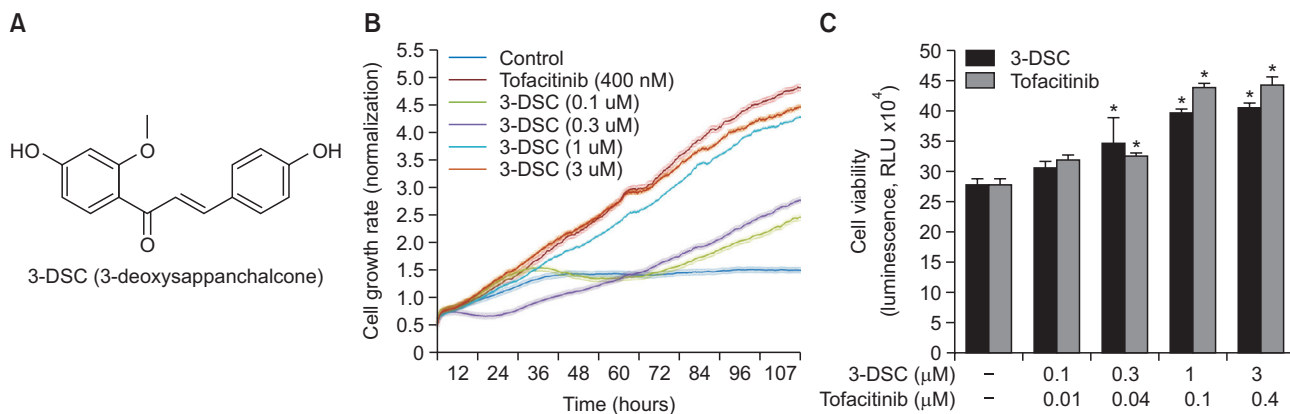 A
HO
O
OH
O
3-DSC (3-deoxysappanchalcone)
B
Cell growth rate (normalization)
5.5
5.0
4.5
4.0
3.5
3.0
2.5
2.0
1.5
1.0
0.5
0
Control
Tofacitinib (400 nM)
3-DSC (0.1 uM)
3-DSC (0.3 uM)
3-DSC (1 uM)
3-DSC (3 uM)
12 24 36 48 60 72 84 96 107
Time (hours)
C
Cell viability
(luminescence, RLU x10⁴)
50
45
40
35
30
25
20
15
10
5
0
3-DSC
Tofacitinib
* * * * * *
3-DSC (μM) – 0.1 0.3 1 3
Tofacitinib (μM) – 0.01 0.04 0.1 0.4